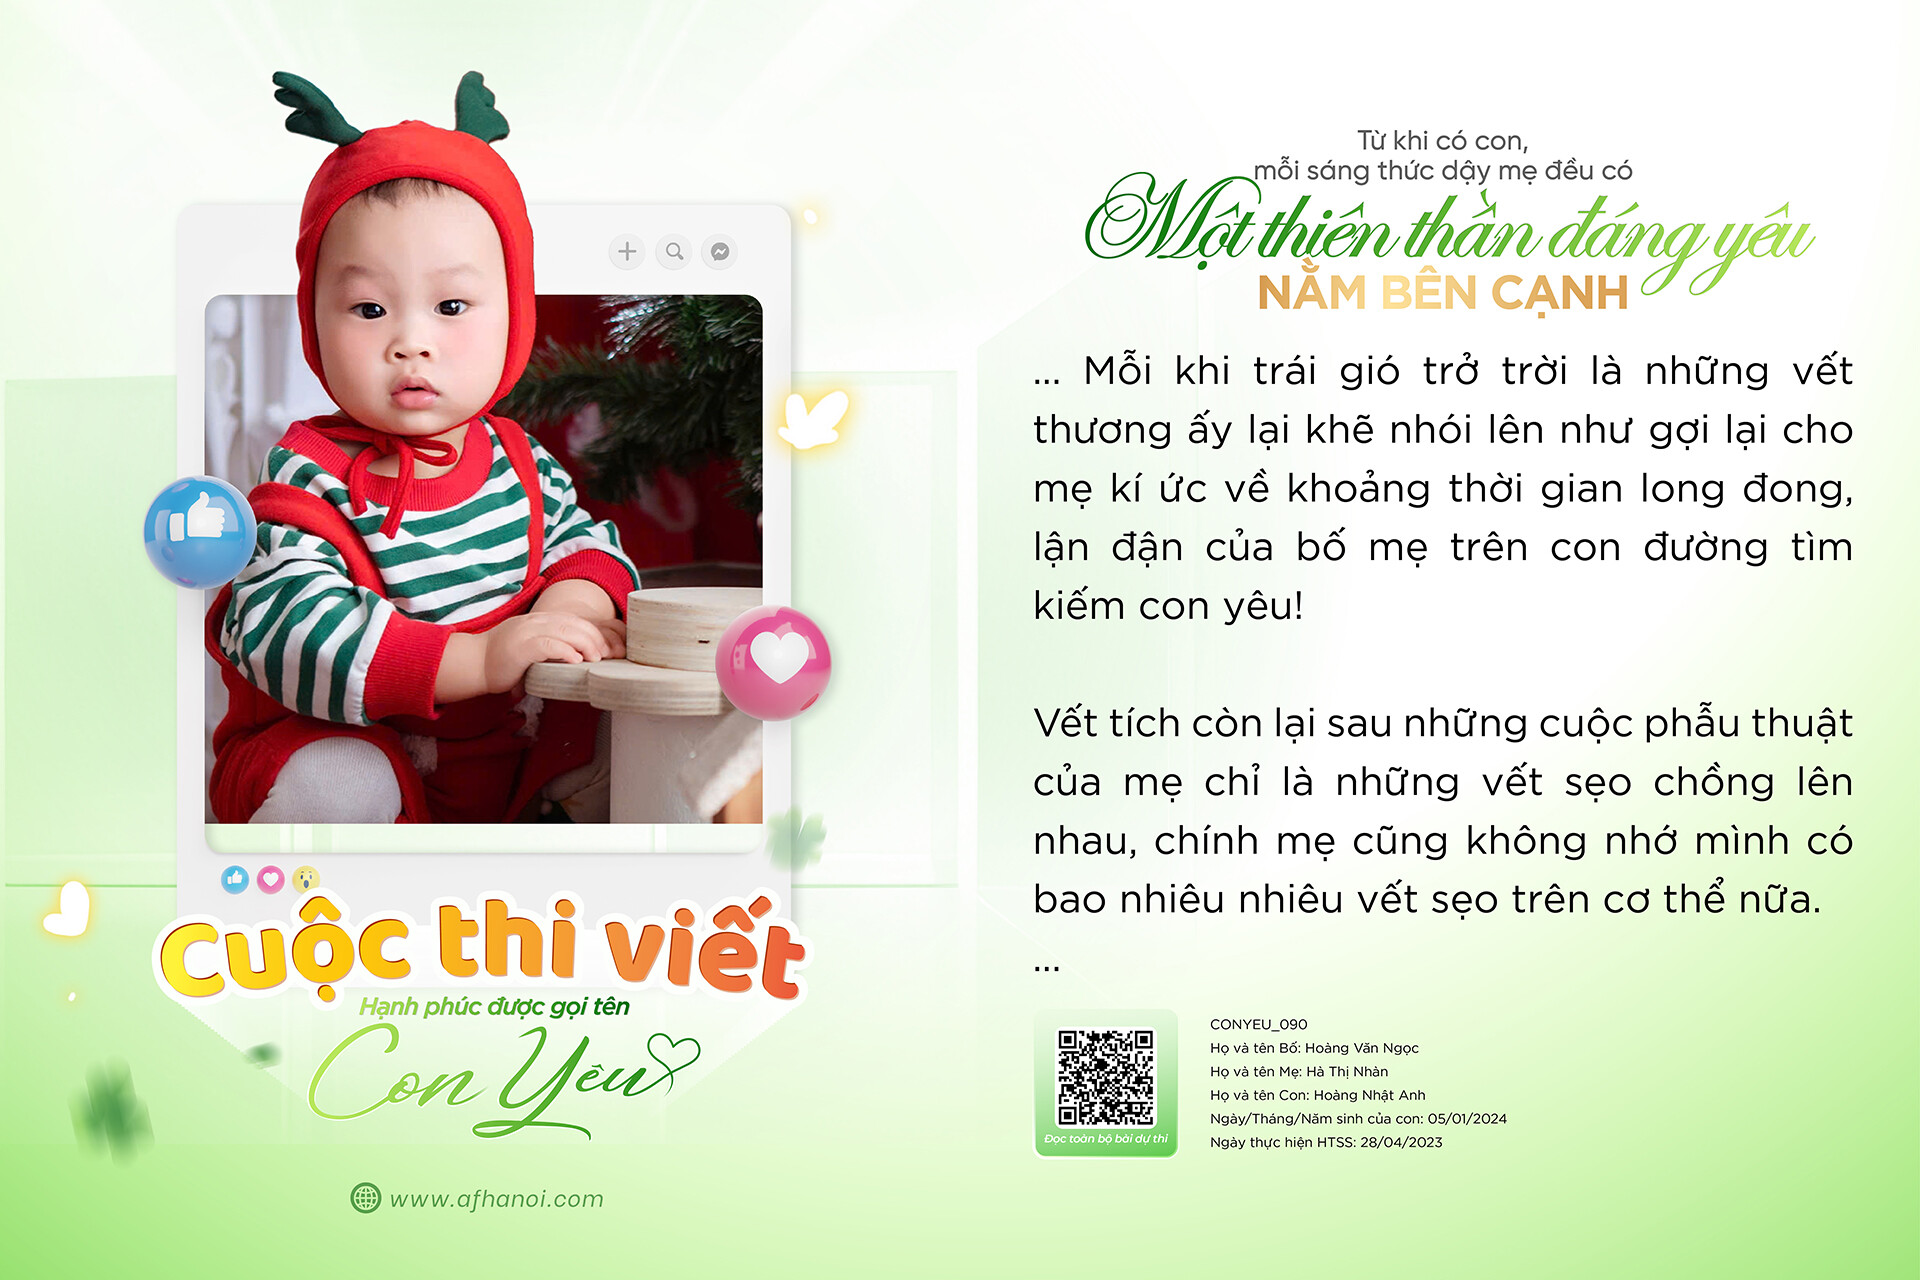 Từ khi có con,
mỗi sáng thức dậy mẹ đều có
Một thiên thần đáng yêu
NẰM BÊN CẠNH
... Mỗi khi trái gió trở trời là những vết
thương ấy lại khẽ nhói lên như gợi lại cho
mẹ kí ức về khoảng thời gian long đong,
lận đận của bố mẹ trên con đường tìm
kiếm con yêu!
Vết tích còn lại sau những cuộc phẫu thuật
của mẹ chỉ là những vết sẹo chồng lên
nhau, chính mẹ cũng không nhớ mình có
bao nhiêu nhiêu vết sẹo trên cơ thể nữa.
...
Cuộc thi viết
Hạnh phúc được gọi tên
Con Yêu
www.afhanoi.com
Đọc toàn bộ bài dự thi
CONYEU_090
Họ và tên Bố: Hoàng Văn Ngọc
Họ và tên Mẹ: Hà Thị Nhàn
Họ và tên Con: Hoàng Nhật Anh
Ngày/Tháng/Năm sinh của con: 05/01/2024
Ngày thực hiện HTSS: 28/04/2023